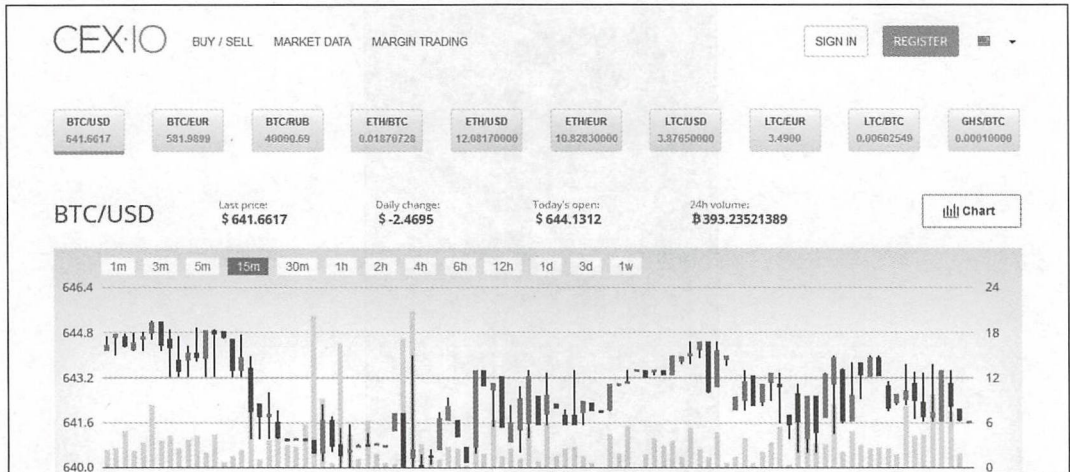 CEX·IO BUY / SELL MARKET DATA MARGIN TRADING SIGN IN REGISTER
BTC/USD BTC/EUR BTC/RUB ETH/BTC ETH/USD ETH/EUR LTC/USD LTC/EUR LTC/BTC GHS/BTC
641.6617 581.9899 40090.69 0.01876728 12.08170000 10.82830000 3.87650000 3.4900 0.00602549 0.00010000
Last price: Daily change: Today's open: 24h volume:
BTC/USD $ 641.6617 $ -2.4695 $ 644.1312 ₿393.23521389 Chart
1m 3m 5m 15m 30m 1h 2h 4h 6h 12h 1d 3d 1w
646.4 24
644.8 18
643.2 12
641.6 6
640.0 0